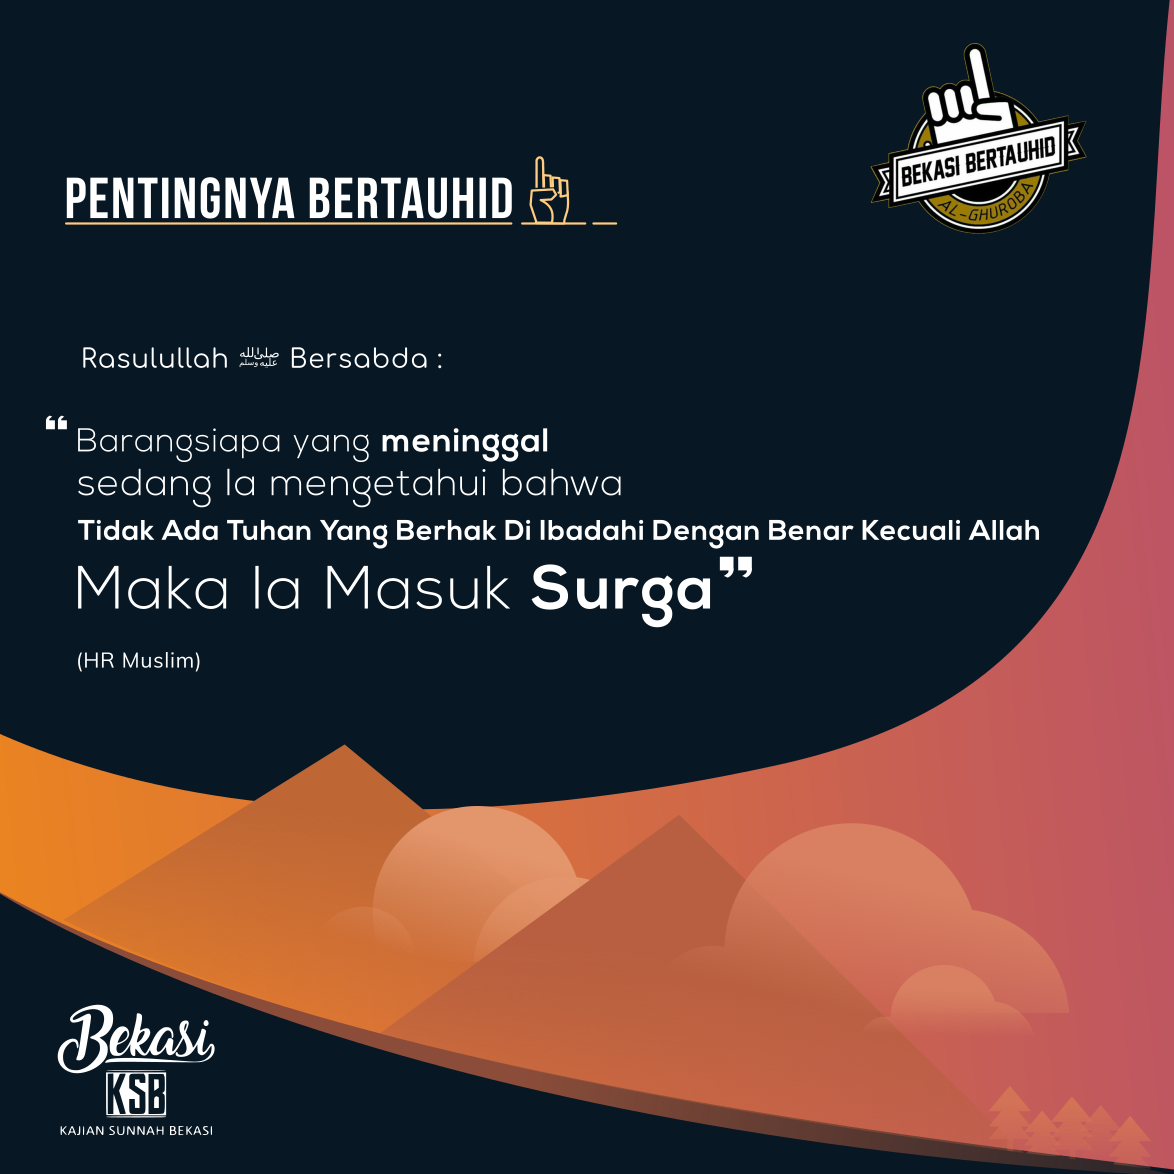 PENTINGNYA BERTAUHID
BEKASI BERTAUHID
AL-GHUROBA
Rasulullah ﷺ Bersabda :
“Barangsiapa yang meninggal
sedang Ia mengetahui bahwa
Tidak Ada Tuhan Yang Berhak Di Ibadahi Dengan Benar Kecuali Allah
Maka Ia Masuk Surga”
(HR Muslim)
Bekasi
KSB
KAJIAN SUNNAH BEKASI